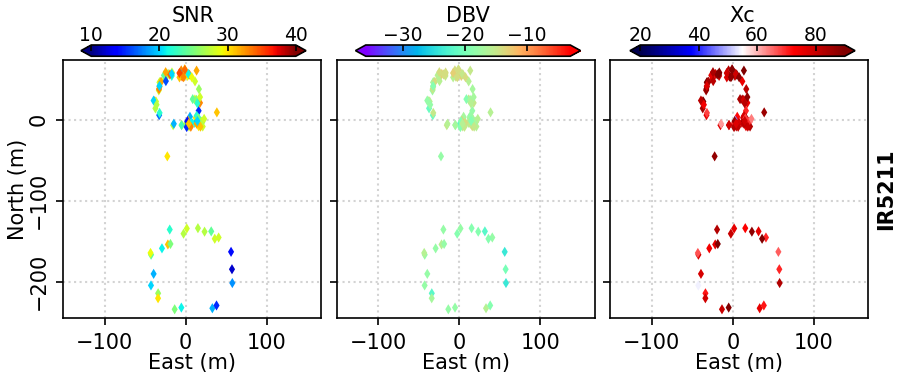 SNR DBV Xc
10 20 30 40 −30 −20 −10 20 40 60 80
0
−100
−200
North (m)
IR5211
−100 0 100 −100 0 100 −100 0 100
East (m) East (m) East (m)